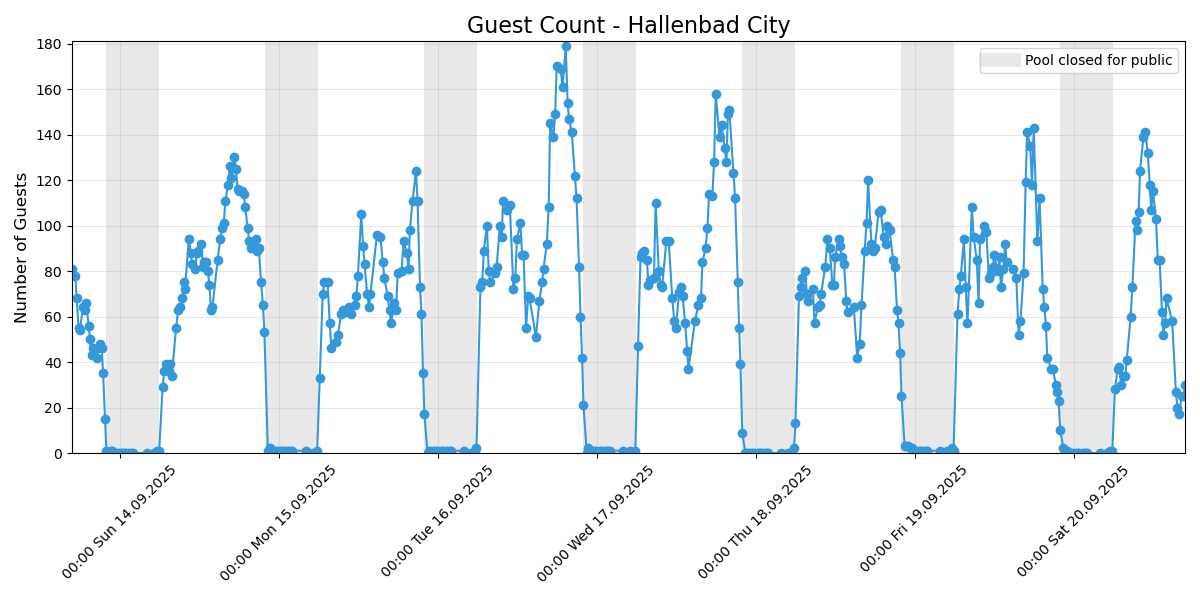 Guest Count - Hallenbad City
Pool closed for public
Number of Guests
180
160
140
120
100
80
60
40
20
0
00:00 Sun 14.09.2025
00:00 Mon 15.09.2025
00:00 Tue 16.09.2025
00:00 Wed 17.09.2025
00:00 Thu 18.09.2025
00:00 Fri 19.09.2025
00:00 Sat 20.09.2025